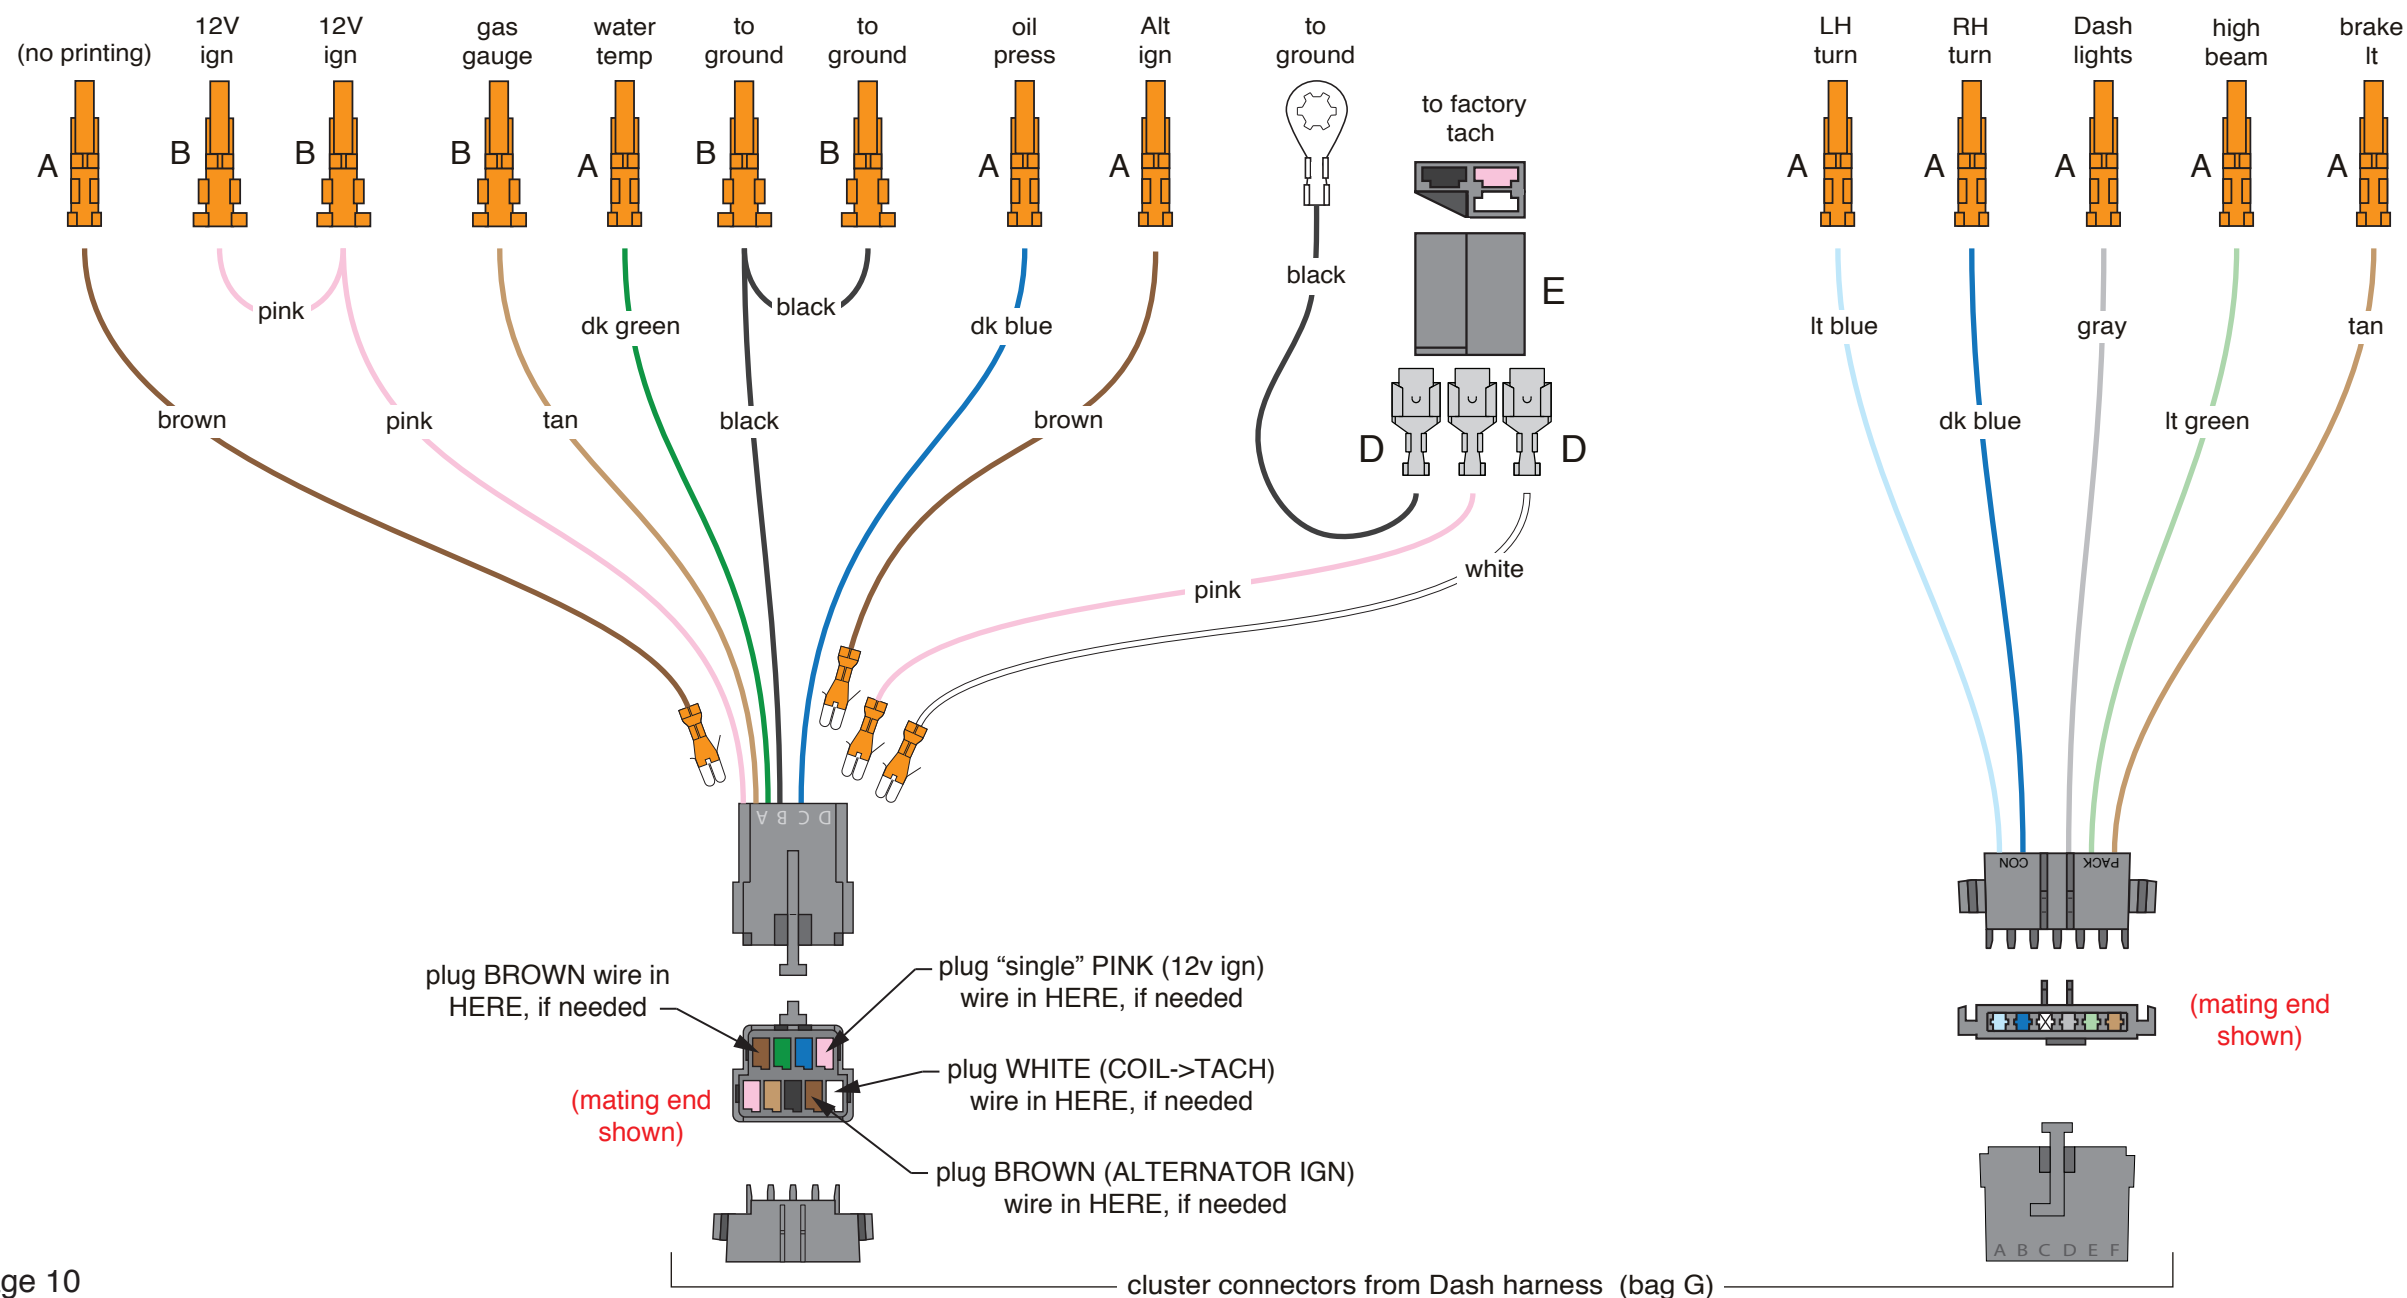 (no printing)
12V
ign
12V
ign
gas
gauge
water
temp
to
ground
to
ground
oil
press
Alt
ign
to
ground
to factory
tach
LH
turn
RH
turn
Dash
lights
high
beam
brake
lt
A
B
B
B
A
B
B
A
A
A
A
A
A
A
E
D
D
pink
dk green
black
dk blue
black
lt blue
gray
tan
brown
pink
tan
black
brown
dk blue
lt green
white
pink
A B C D
CON
PACK
plug BROWN wire in
HERE, if needed
plug “single” PINK (12v ign)
wire in HERE, if needed
plug WHITE (COIL->TACH)
wire in HERE, if needed
plug BROWN (ALTERNATOR IGN)
wire in HERE, if needed
(mating end
shown)
(mating end
shown)
A B C D E F
cluster connectors from Dash harness (bag G)
ge 10